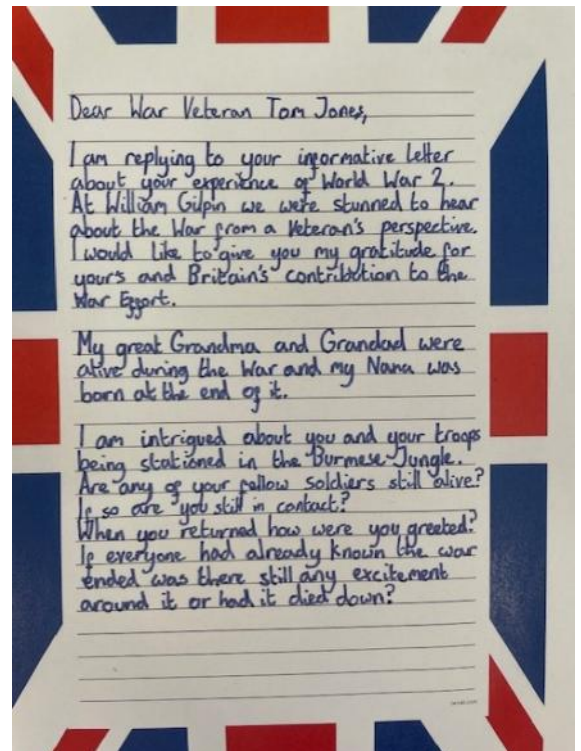 Dear War Veteran Tom Jones,
I am replying to your informative letter
about your experience of World War 2.
At William Gilpin we were stunned to hear
about the War from a Veteran's perspective.
I would like to give you my gratitude for
your's and Britain's contribution to the
War Effort.
My great Grandma and Grandad were
alive during the War and my Nana was
born at the end of it.
I am intrigued about you and your troops
being stationed in the Burmese Jungle.
Are any of your fellow soldiers still alive?
If so are you still in contact?
When you returned how were you greeted?
If everyone had already known the war
ended was there still any excitement
around it or had it died down?